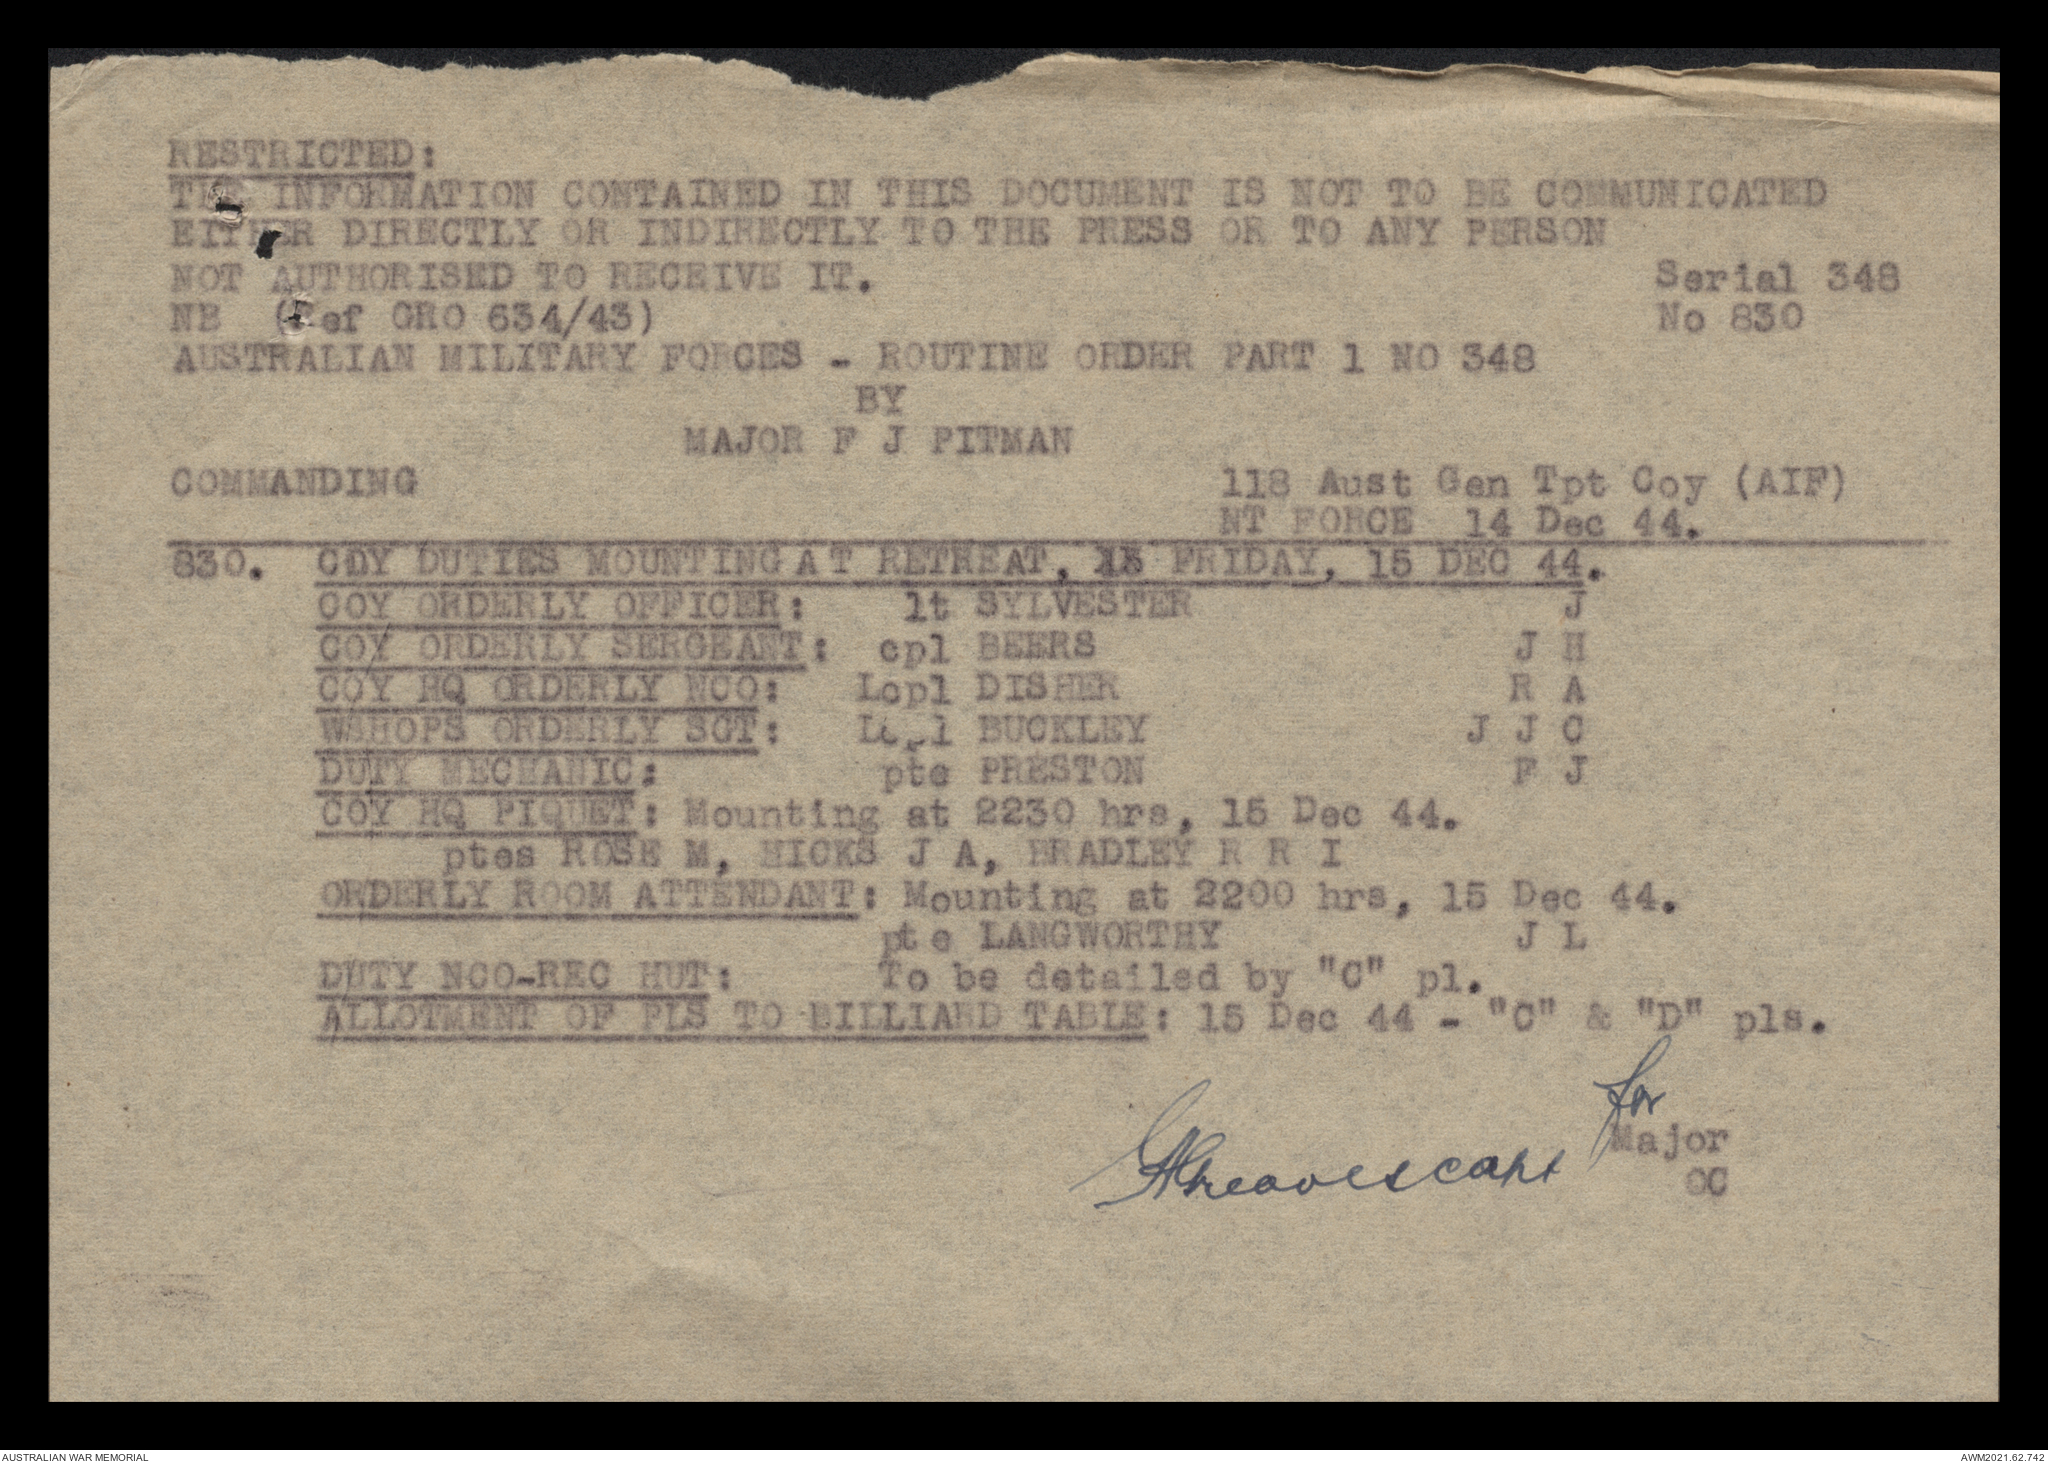 RESTRICTED:
THE INFORMATION CONTAINED IN THIS DOCUMENT IS NOT TO BE COMMUNICATED
EITHER DIRECTLY OR INDIRECTLY TO THE PRESS OR TO ANY PERSON
NOT AUTHORISED TO RECEIVE IT. Serial 348
NB (Ref GRO 634/43) No 830
AUSTRALIAN MILITARY FORCES - ROUTINE ORDER PART 1 NO 348
BY
MAJOR F J PITMAN
COMMANDING 118 Aust Gen Tpt Coy (AIF)
NT FORCE 14 Dec 44.
830. COY DUTIES MOUNTING AT RETREAT, FRIDAY, 15 DEC 44.
COY ORDERLY OFFICER: lt SYLVESTER J
COY ORDERLY SERGEANT: cpl BEERS J H
COY HQ ORDERLY NCO: Lcpl DISHER R A
WSHOPS ORDERLY SGT: Lcpl BUCKLEY J J C
DUTY MECHANIC: pte PRESTON F J
COY HQ PIQUET: Mounting at 2230 hrs, 15 Dec 44.
ptes ROSE M, HICKS J A, BRADLEY R R I
ORDERLY ROOM ATTENDANT: Mounting at 2200 hrs, 15 Dec 44.
pte LANGWORTHY J L
DUTY NCO-REC HUT: To be detailed by "C" pl.
ALLOTMENT OF PLS TO BILLIARD TABLE: 15 Dec 44 - "C" & "D" pls.
for
Major
capt
OC
AUSTRALIAN WAR MEMORIAL AWM2021.62.742